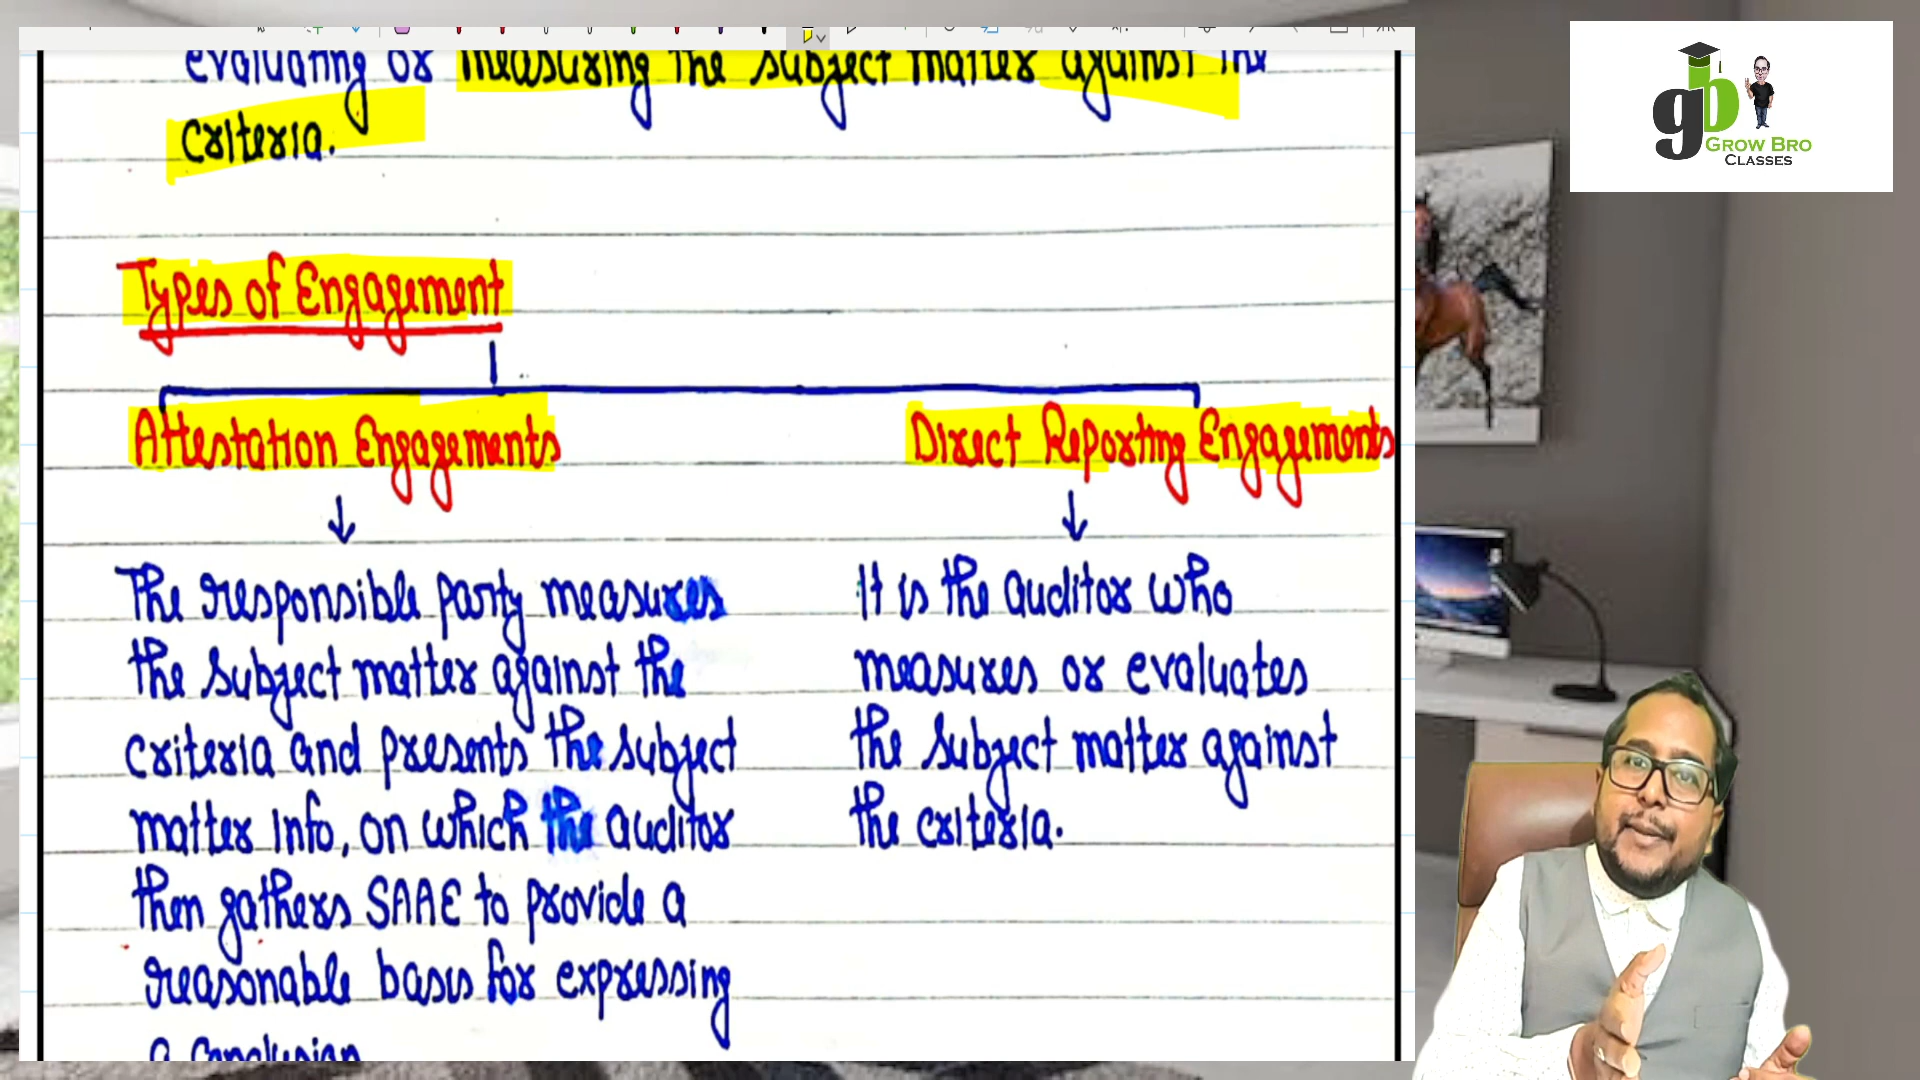 evaluating or measuring the subject matter against the
criteria.
Types of Engagement
Attestation Engagements
The responsible party measures
the subject matter against the
criteria and presents the subject
matter info, on which the auditor
then gathers SAAE to provide a
reasonable basis for expressing
a conclusion
Direct Reporting Engagements
It is the auditor who
measures or evaluates
the subject matter against
the criteria.
gb
GROW BRO
CLASSES